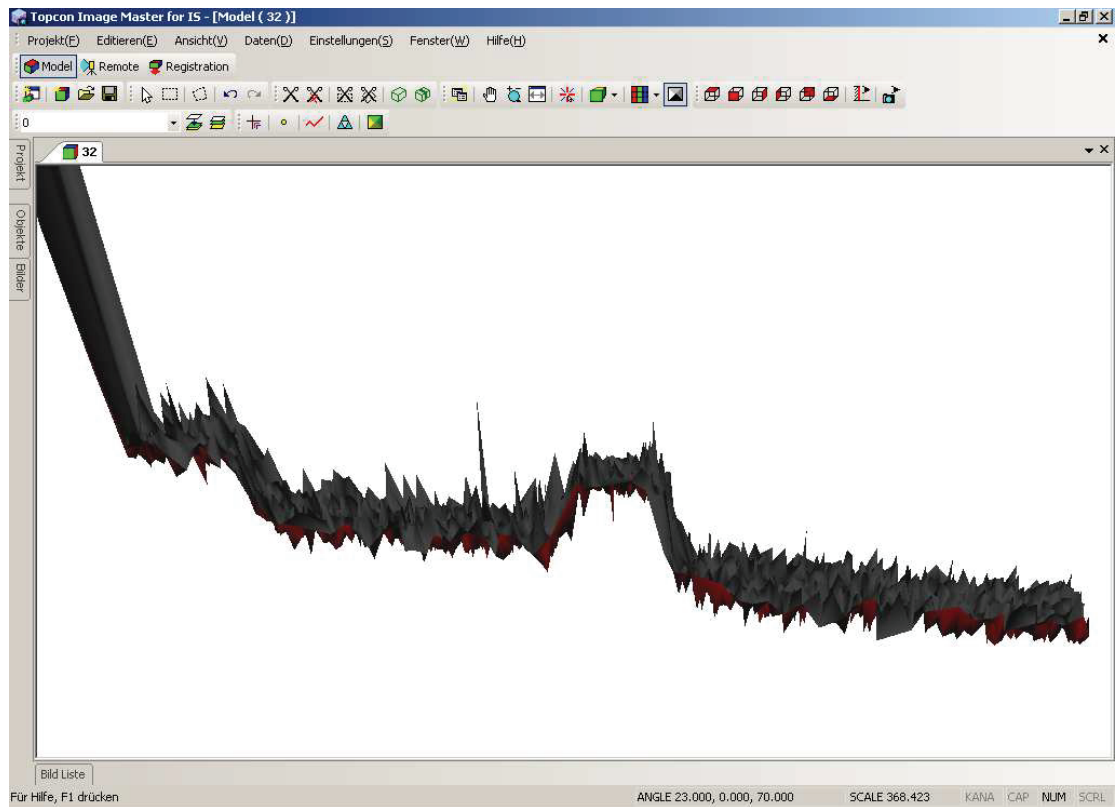 Topcon Image Master for IS - [Model ( 32 )]
Projekt(F) Editieren(E) Ansicht(V) Daten(D) Einstellungen(S) Fenster(W) Hilfe(H)
Model Remote Registration
0
32
Projekt
Objekte
Bilder
Bild Liste
Für Hilfe, F1 drücken ANGLE 23.000, 0.000, 70.000 SCALE 368.423 KANA CAP NUM SCRL